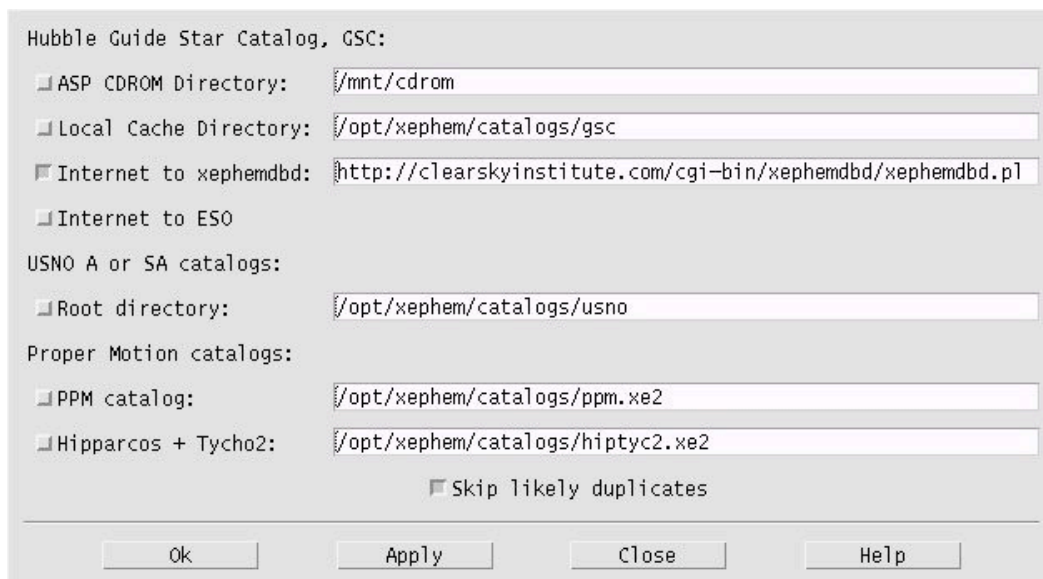 Hubble Guide Star Catalog, GSC:
ASP CDROM Directory: /mnt/cdrom
Local Cache Directory: /opt/xephem/catalogs/gsc
Internet to xephemdbd: http://clearskyinstitute.com/cgi-bin/xephemdbd/xephemdbd.pl
Internet to ESO
USNO A or SA catalogs:
Root directory: /opt/xephem/catalogs/usno
Proper Motion catalogs:
PPM catalog: /opt/xephem/catalogs/ppm.xe2
Hipparcos + Tycho2: /opt/xephem/catalogs/hiptyc2.xe2
Skip likely duplicates
Ok Apply Close Help